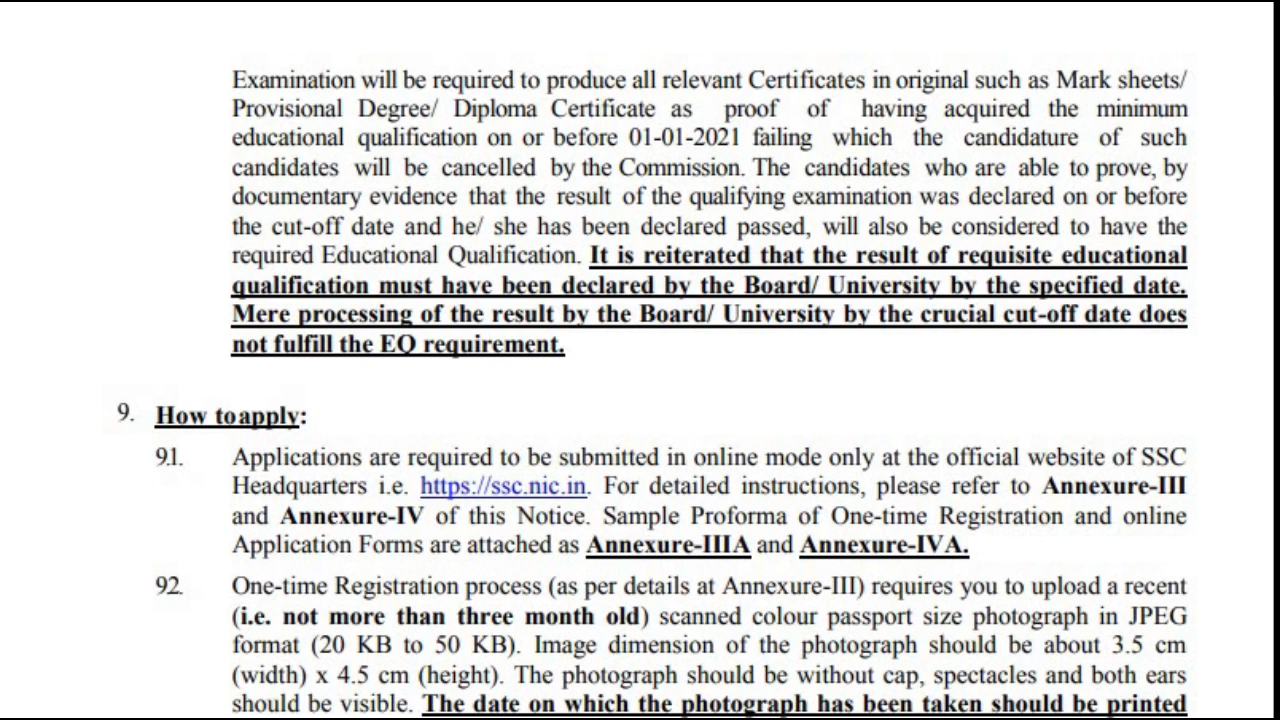 Examination will be required to produce all relevant Certificates in original such as Mark sheets/
Provisional Degree/ Diploma Certificate as proof of having acquired the minimum
educational qualification on or before 01-01-2021 failing which the candidature of such
candidates will be cancelled by the Commission. The candidates who are able to prove, by
documentary evidence that the result of the qualifying examination was declared on or before
the cut-off date and he/ she has been declared passed, will also be considered to have the
required Educational Qualification. It is reiterated that the result of requisite educational
qualification must have been declared by the Board/ University by the specified date.
Mere processing of the result by the Board/ University by the crucial cut-off date does
not fulfill the EQ requirement.
9. How to apply:
9.1. Applications are required to be submitted in online mode only at the official website of SSC
Headquarters i.e. https://ssc.nic.in. For detailed instructions, please refer to Annexure-III
and Annexure-IV of this Notice. Sample Proforma of One-time Registration and online
Application Forms are attached as Annexure-IIIA and Annexure-IVA.
9.2. One-time Registration process (as per details at Annexure-III) requires you to upload a recent
(i.e. not more than three month old) scanned colour passport size photograph in JPEG
format (20 KB to 50 KB). Image dimension of the photograph should be about 3.5 cm
(width) x 4.5 cm (height). The photograph should be without cap, spectacles and both ears
should be visible. The date on which the photograph has been taken should be printed